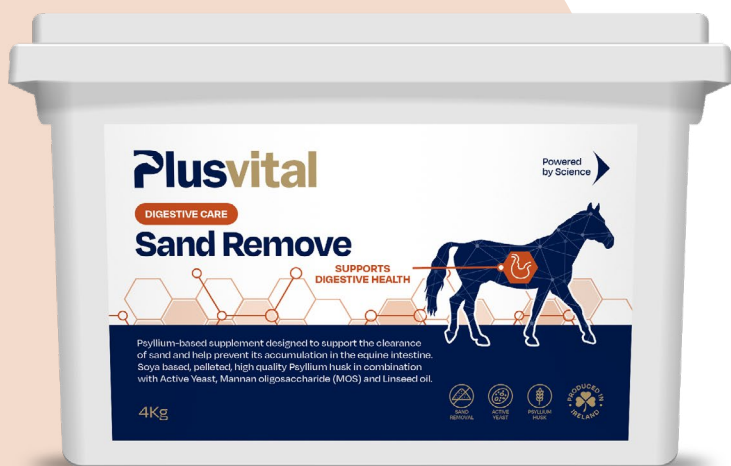 Plusvital
Powered
by Science
DIGESTIVE CARE
Sand Remove
SUPPORTS
DIGESTIVE HEALTH
Psyllium-based supplement designed to support the clearance
of sand and help prevent its accumulation in the equine intestine.
Soya based, pelleted, high quality Psyllium husk in combination
with Active Yeast, Mannan oligosaccharide (MOS) and Linseed oil.
4Kg
SAND
REMOVAL
ACTIVE
YEAST
PSYLLIUM
HUSK
PRODUCED IN
IRELAND